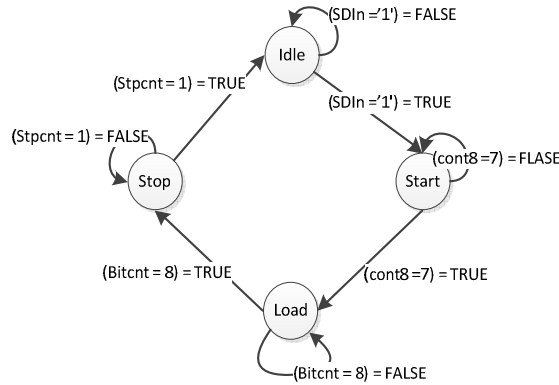 (SDIn =’1') = FALSE
Idle
(Stpcnt = 1) = TRUE
(SDIn =’1') = TRUE
(Stpcnt = 1) = FALSE
(cont8 =7) = FLASE
Stop
Start
(Bitcnt = 8) = TRUE
(cont8 =7) = TRUE
Load
(Bitcnt = 8) = FALSE